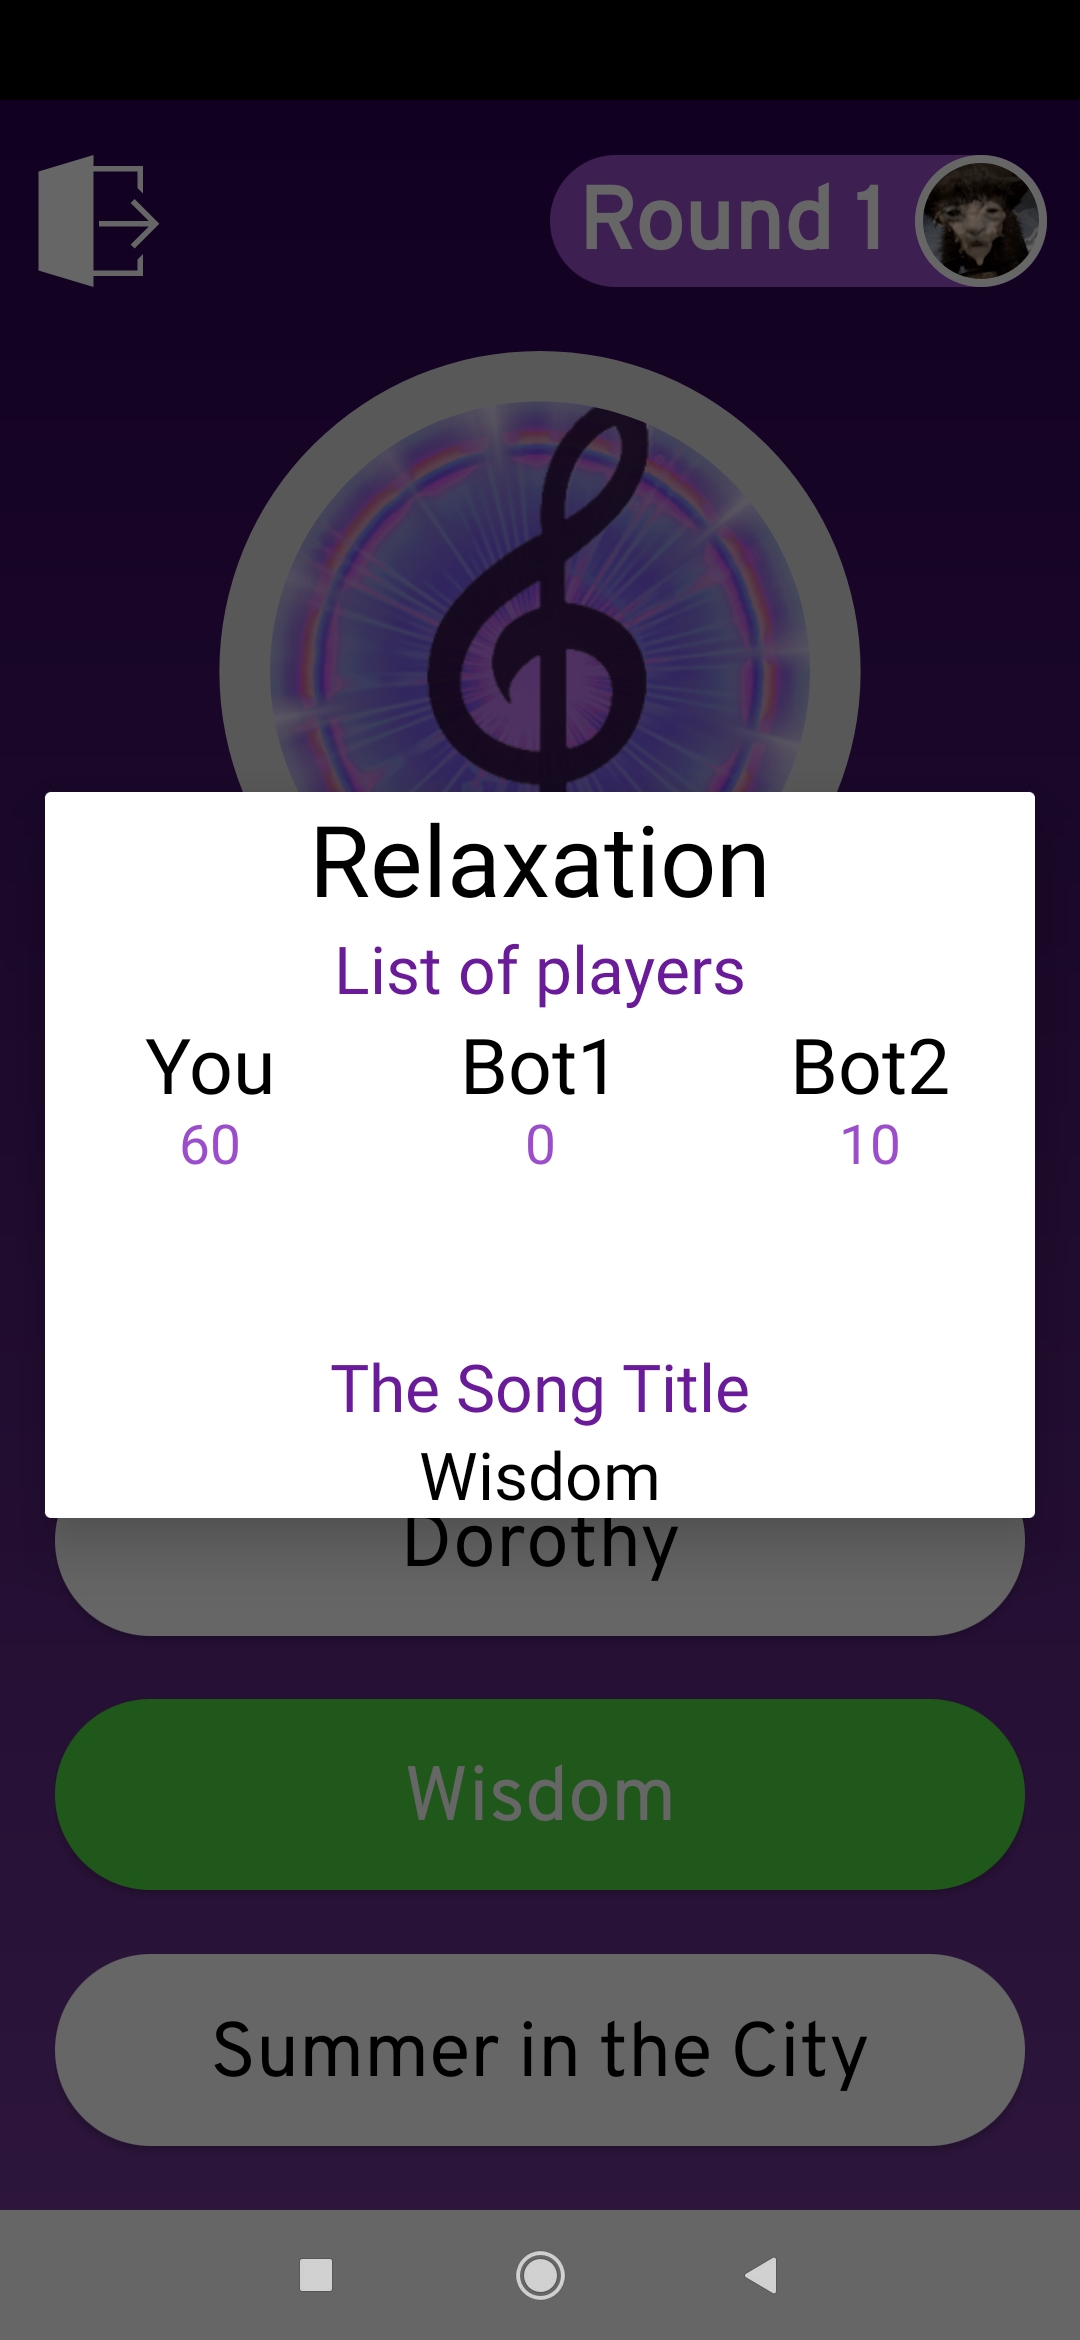 Round 1
Relaxation
List of players
You Bot1 Bot2
60 0 10
The Song Title
Wisdom
Dorothy
Wisdom
Summer in the City